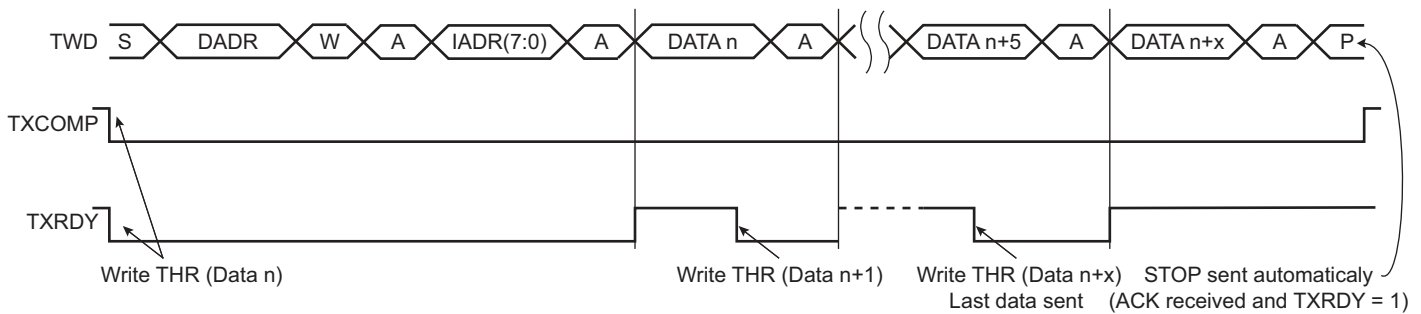 TWD S DADR W A IADR(7:0) A DATA n A DATA n+5 A DATA n+x A P
TXCOMP
TXRDY
Write THR (Data n) Write THR (Data n+1) Write THR (Data n+x) STOP sent automaticaly
Last data sent (ACK received and TXRDY = 1)